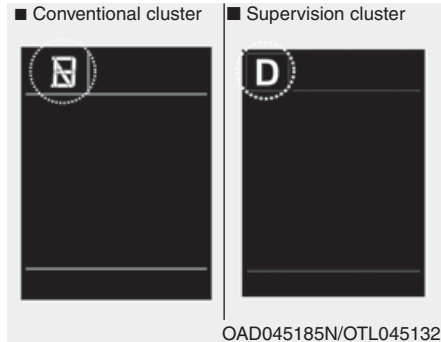 ■ Conventional cluster
■ Supervision cluster
D
OAD045185N/OTL045132